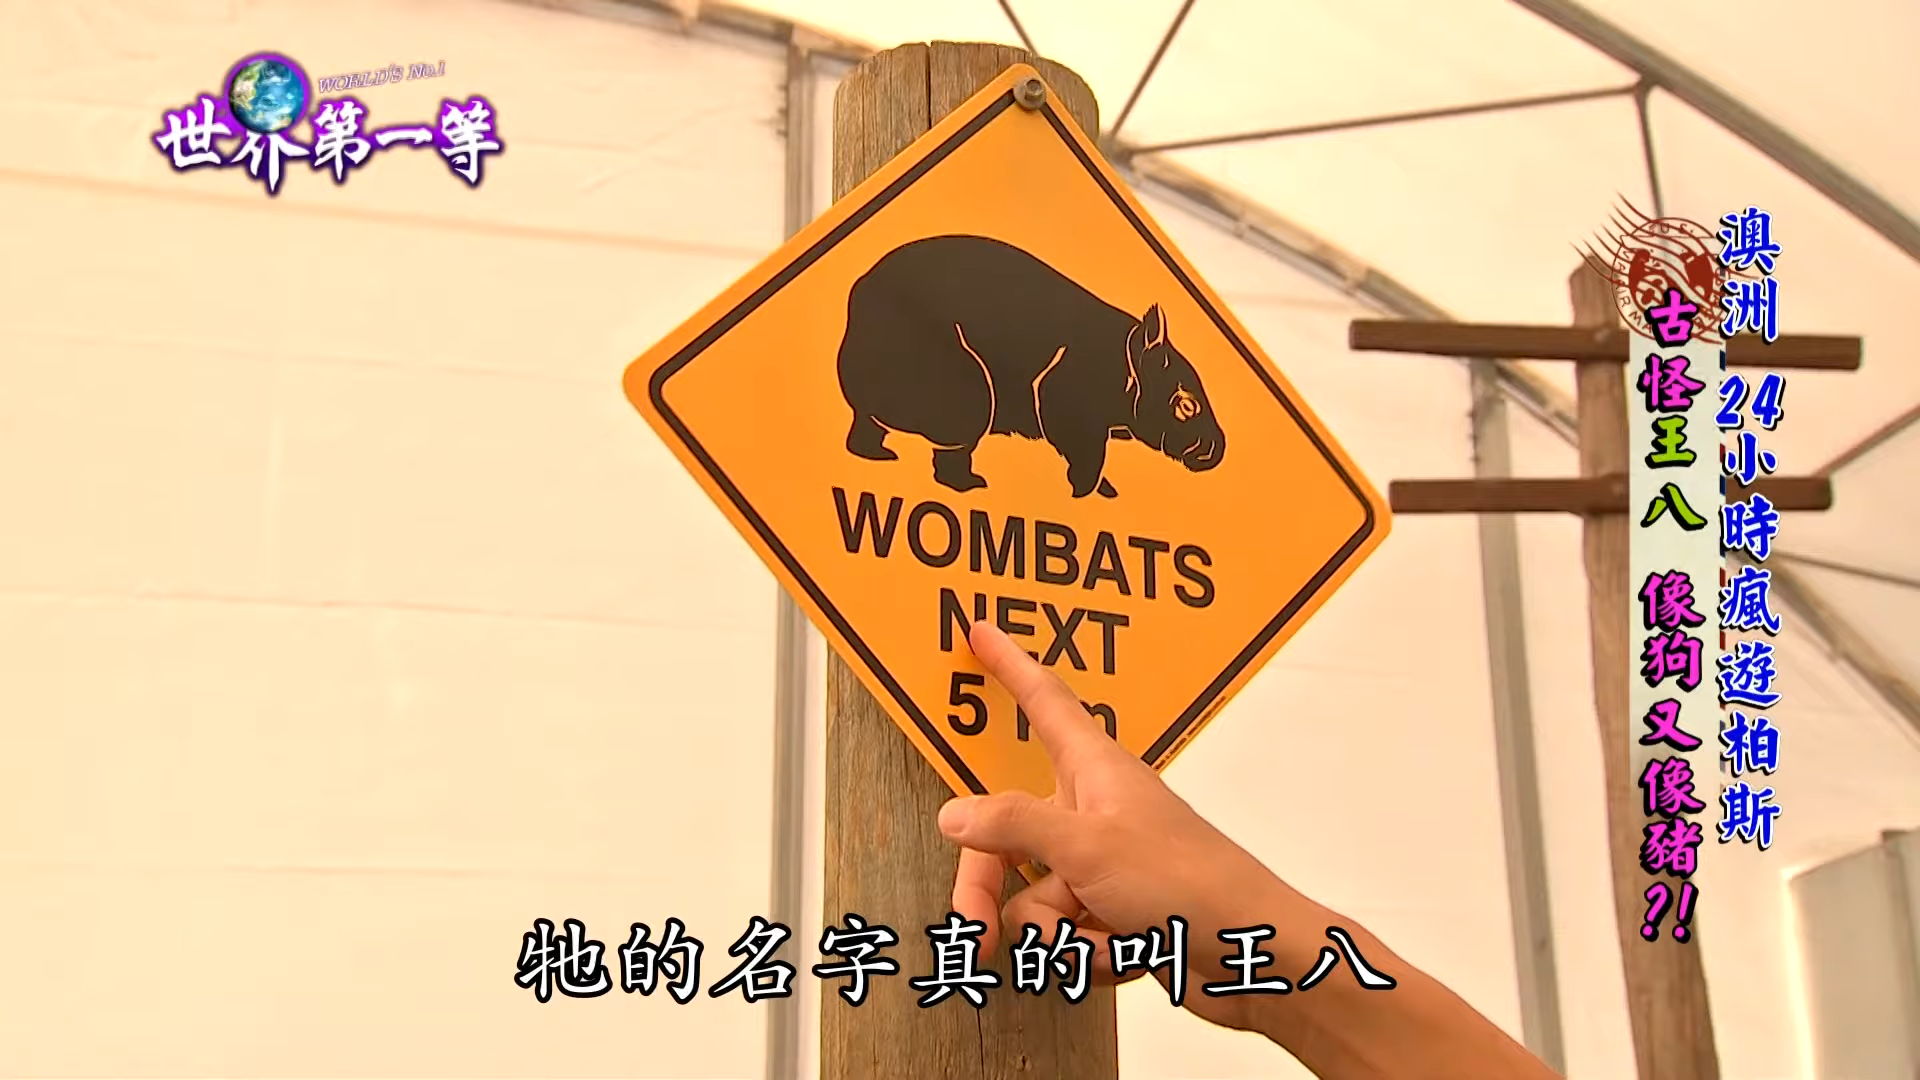 WORLD'S No.1
世界第一等
澳洲 24小時瘋遊柏斯
古怪王八 像狗又像豬?!
WOMBATS
NEXT
5 km
牠的名字真的叫王八